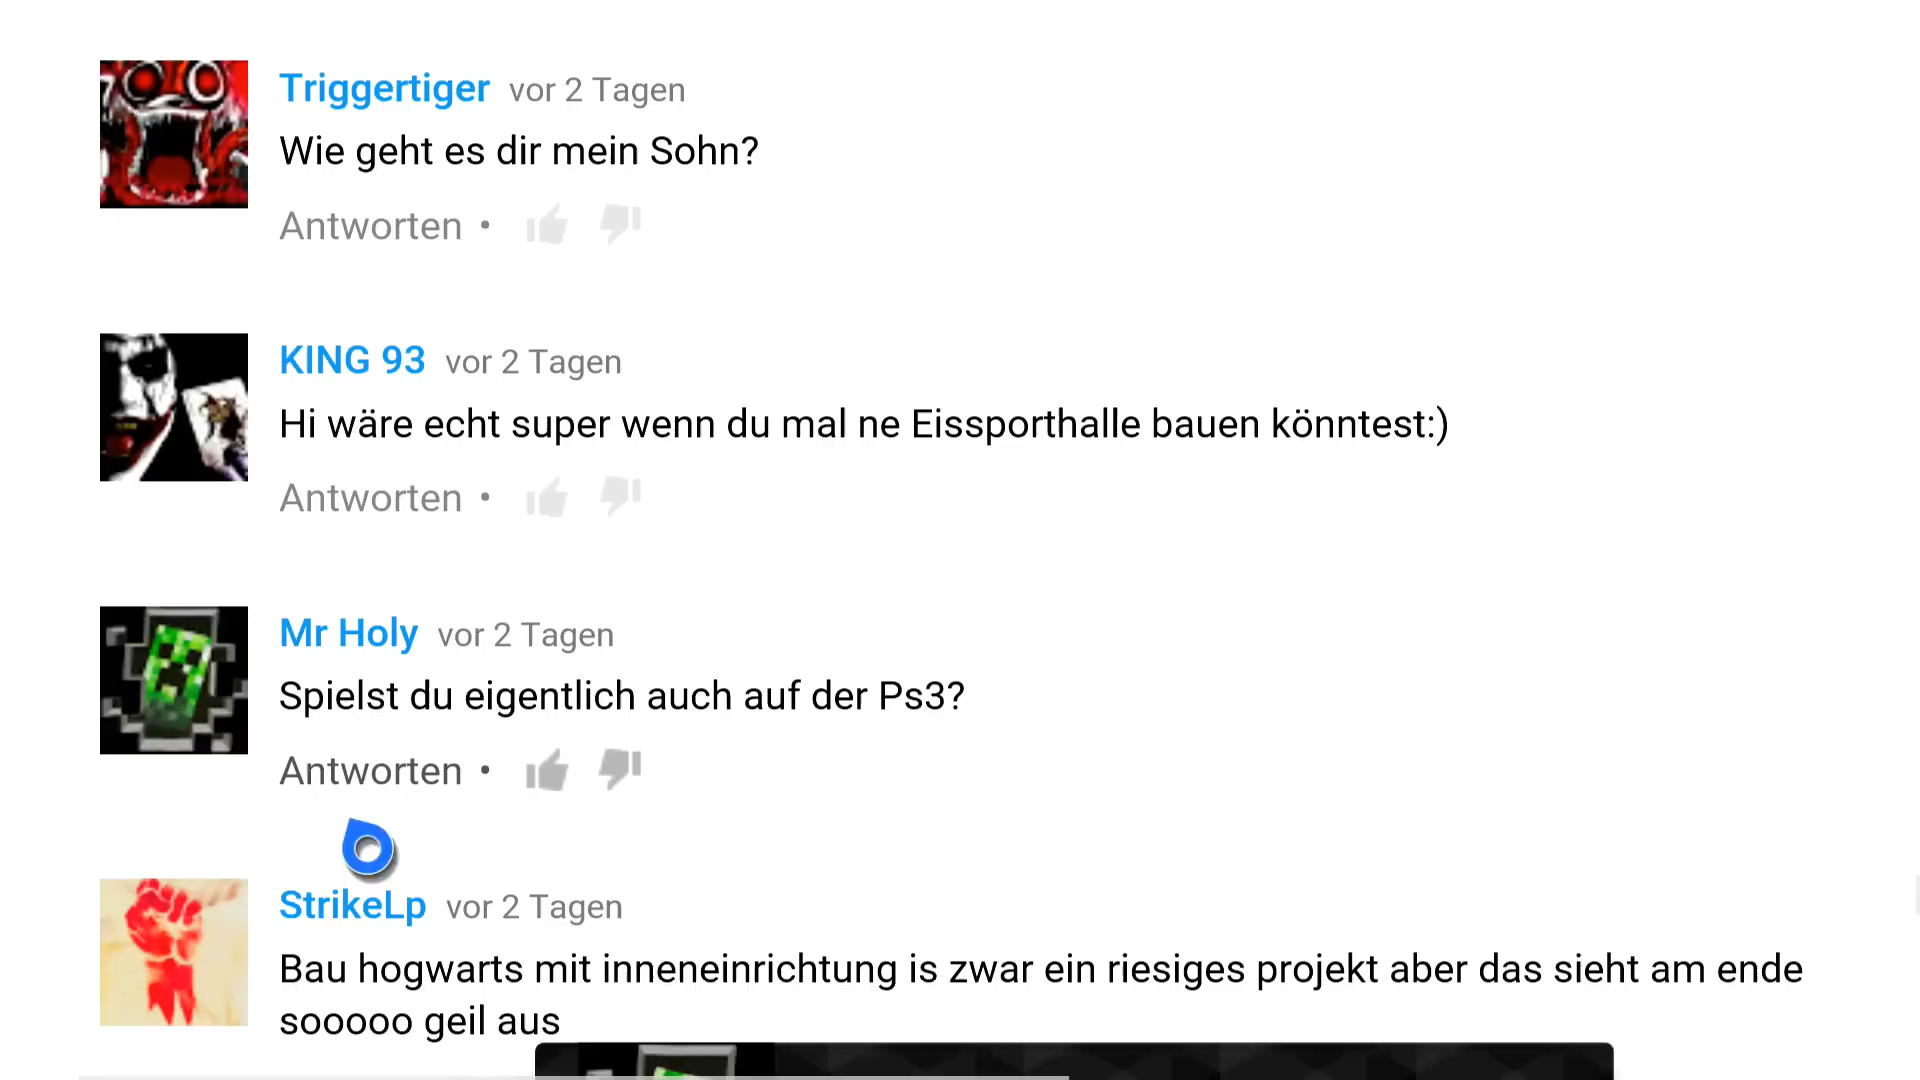 Triggertiger vor 2 Tagen
Wie geht es dir mein Sohn?
Antworten •
KING 93 vor 2 Tagen
Hi wäre echt super wenn du mal ne Eissporthalle bauen könntest:)
Antworten •
Mr Holy vor 2 Tagen
Spielst du eigentlich auch auf der Ps3?
Antworten •
StrikeLp vor 2 Tagen
Bau hogwarts mit inneneinrichtung is zwar ein riesiges projekt aber das sieht am ende
sooooo geil aus